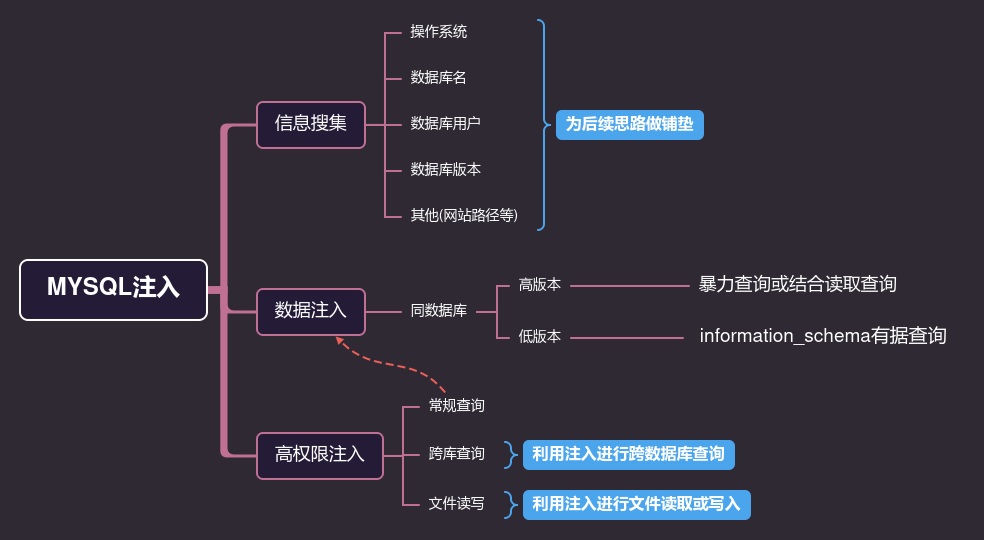 MYSQL注入
信息搜集
操作系统
数据库名
数据库用户
数据库版本
其他(网站路径等)
为后续思路做铺垫
数据注入
同数据库
高版本
暴力查询或结合读取查询
低版本
information_schema有据查询
高权限注入
常规查询
跨库查询
利用注入进行跨数据库查询
文件读写
利用注入进行文件读取或写入